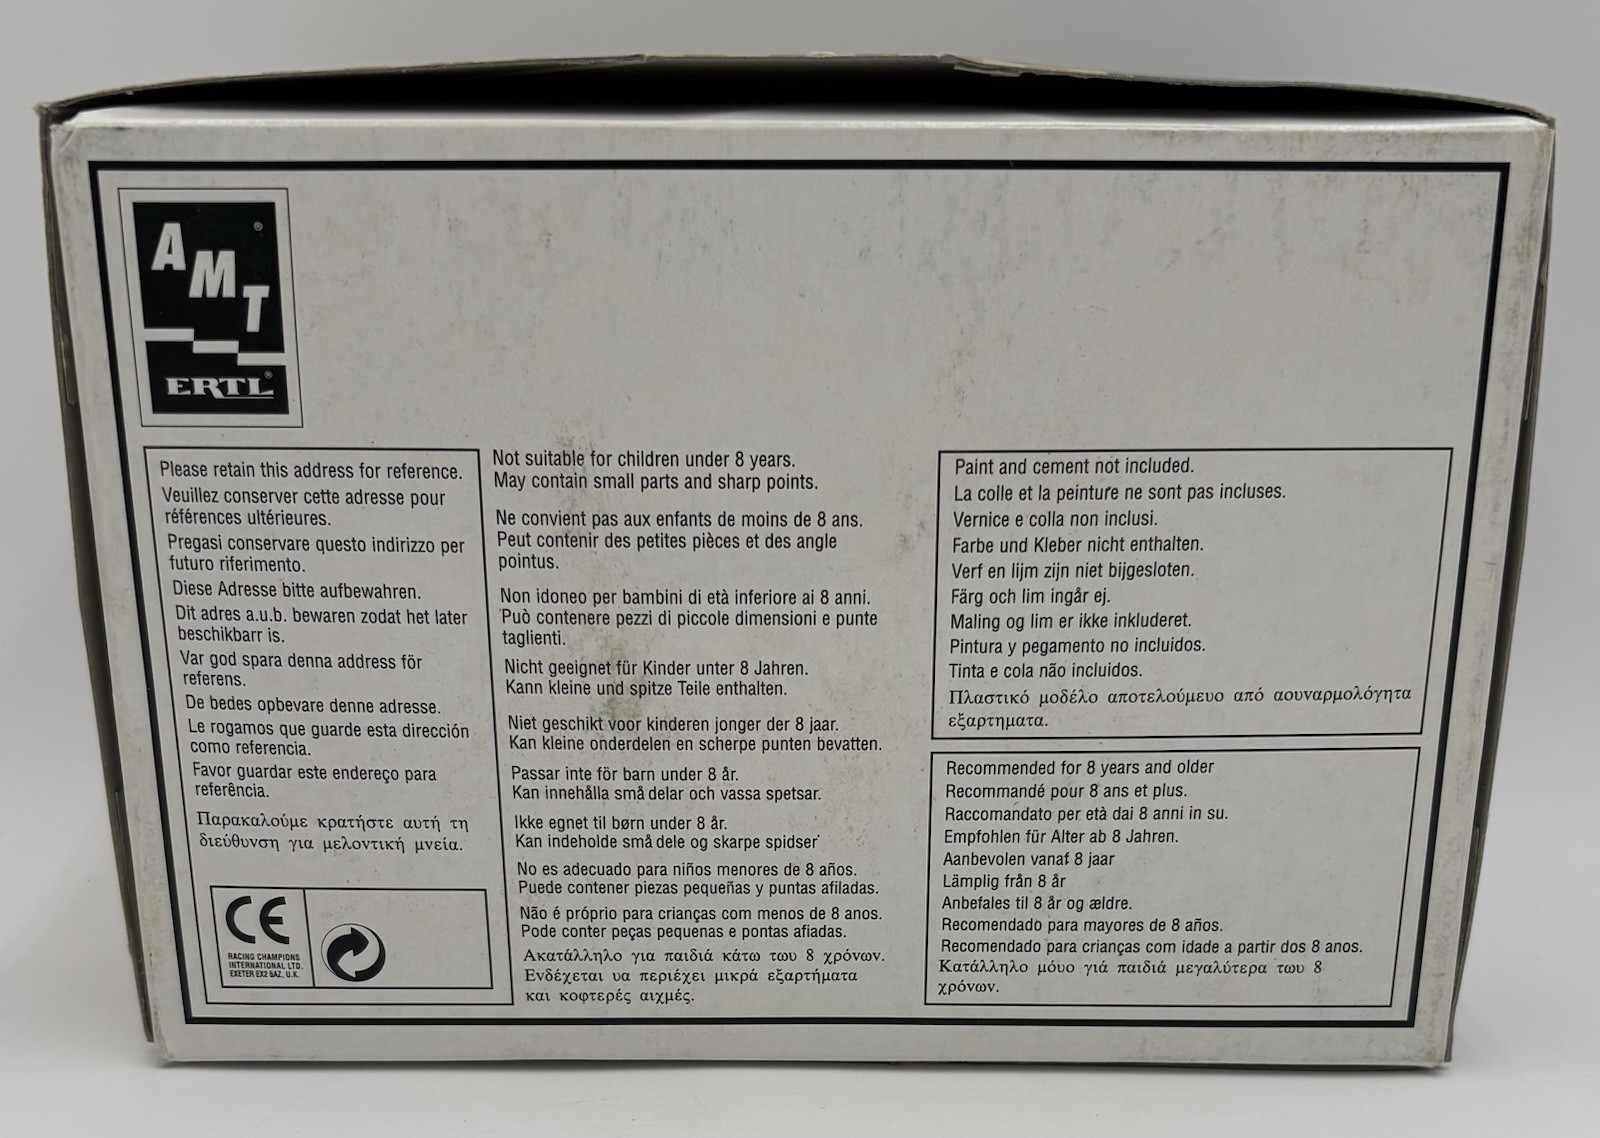 AMT®
ERTL®
Please retain this address for reference.
Veuillez conserver cette adresse pour
références ultérieures.
Pregasi conservare questo indirizzo per
futuro riferimento.
Diese Adresse bitte aufbewahren.
Dit adres a.u.b. bewaren zodat het later
beschikbarr is.
Var god spara denna address för
referens.
De bedes opbevare denne adresse.
Le rogamos que guarde esta dirección
como referencia.
Favor guardar este endereço para
referência.
Παρακαλούμε κρατήστε αυτή τη
διεύθυνση για μελοντική μνεία.
CE
RACING CHAMPIONS
INTERNATIONAL LTD.
EXETER EX2 8AZ, U.K.
Not suitable for children under 8 years.
May contain small parts and sharp points.
Ne convient pas aux enfants de moins de 8 ans.
Peut contenir des petites pièces et des angle
pointus.
Non idoneo per bambini di età inferiore ai 8 anni.
Può contenere pezzi di piccole dimensioni e punte
taglienti.
Nicht geeignet für Kinder unter 8 Jahren.
Kann kleine und spitze Teile enthalten.
Niet geschikt voor kinderen jonger der 8 jaar.
Kan kleine onderdelen en scherpe punten bevatten.
Passar inte för barn under 8 år.
Kan innehålla små delar och vassa spetsar.
Ikke egnet til børn under 8 år.
Kan indeholde små dele og skarpe spidser
No es adecuado para niños menores de 8 años.
Puede contener piezas pequeñas y puntas afiladas.
Não é próprio para crianças com menos de 8 anos.
Pode conter peças pequenas e pontas afiadas.
Ακατάλληλο για παιδιά κάτω του 8 χρόνων.
Ενδέχεται υα περιέχει μικρά εξαρτήματα
και κοφτερές αιχμές.
Paint and cement not included.
La colle et la peinture ne sont pas incluses.
Vernice e colla non inclusi.
Farbe und Kleber nicht enthalten.
Verf en lijm zijn niet bijgesloten.
Färg och lim ingår ej.
Maling og lim er ikke inkluderet.
Pintura y pegamento no incluidos.
Tinta e cola não incluidos.
Πλαστικό μοδέλο αποτελούμευο από αουναρμολόγητα
εξαρτηματα.
Recommended for 8 years and older
Recommandé pour 8 ans et plus.
Raccomandato per età dai 8 anni in su.
Empfohlen für Alter ab 8 Jahren.
Aanbevolen vanaf 8 jaar
Lämplig från 8 år
Anbefales til 8 år og ældre.
Recomendado para mayores de 8 años.
Recomendado para crianças com idade a partir dos 8 anos.
Κατάλληλο μόυο γιά παιδιά μεγαλύτερα των 8
χρόνων.